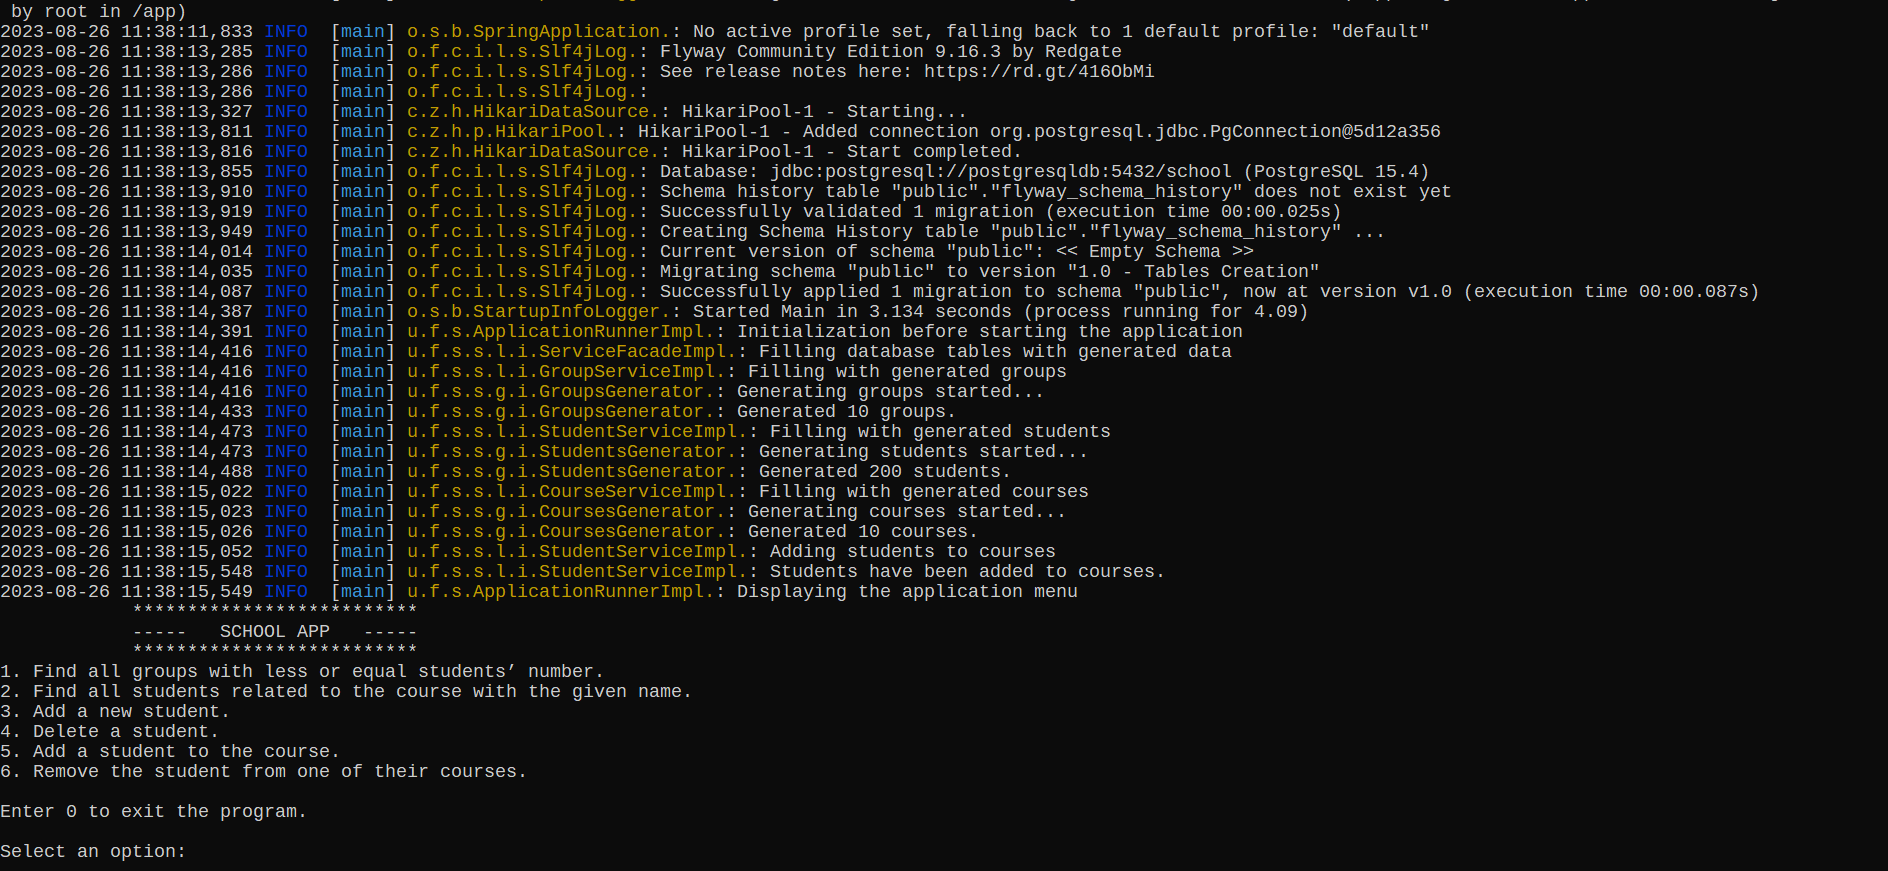 by root in /app)
2023-08-26 11:38:11,833 INFO  [main] o.s.b.SpringApplication.: No active profile set, falling back to 1 default profile: "default"
2023-08-26 11:38:13,285 INFO  [main] o.f.c.i.l.s.Slf4jLog.: Flyway Community Edition 9.16.3 by Redgate
2023-08-26 11:38:13,286 INFO  [main] o.f.c.i.l.s.Slf4jLog.: See release notes here: https://rd.gt/416ObMi
2023-08-26 11:38:13,286 INFO  [main] o.f.c.i.l.s.Slf4jLog.:
2023-08-26 11:38:13,327 INFO  [main] c.z.h.HikariDataSource.: HikariPool-1 - Starting...
2023-08-26 11:38:13,811 INFO  [main] c.z.h.p.HikariPool.: HikariPool-1 - Added connection org.postgresql.jdbc.PgConnection@5d12a356
2023-08-26 11:38:13,816 INFO  [main] c.z.h.HikariDataSource.: HikariPool-1 - Start completed.
2023-08-26 11:38:13,855 INFO  [main] o.f.c.i.l.s.Slf4jLog.: Database: jdbc:postgresql://postgresqldb:5432/school (PostgreSQL 15.4)
2023-08-26 11:38:13,910 INFO  [main] o.f.c.i.l.s.Slf4jLog.: Schema history table "public"."flyway_schema_history" does not exist yet
2023-08-26 11:38:13,919 INFO  [main] o.f.c.i.l.s.Slf4jLog.: Successfully validated 1 migration (execution time 00:00.025s)
2023-08-26 11:38:13,949 INFO  [main] o.f.c.i.l.s.Slf4jLog.: Creating Schema History table "public"."flyway_schema_history" ...
2023-08-26 11:38:14,014 INFO  [main] o.f.c.i.l.s.Slf4jLog.: Current version of schema "public": << Empty Schema >>
2023-08-26 11:38:14,035 INFO  [main] o.f.c.i.l.s.Slf4jLog.: Migrating schema "public" to version "1.0 - Tables Creation"
2023-08-26 11:38:14,087 INFO  [main] o.f.c.i.l.s.Slf4jLog.: Successfully applied 1 migration to schema "public", now at version v1.0 (execution time 00:00.087s)
2023-08-26 11:38:14,387 INFO  [main] o.s.b.StartupInfoLogger.: Started Main in 3.134 seconds (process running for 4.09)
2023-08-26 11:38:14,391 INFO  [main] u.f.s.ApplicationRunnerImpl.: Initialization before starting the application
2023-08-26 11:38:14,416 INFO  [main] u.f.s.s.l.i.ServiceFacadeImpl.: Filling database tables with generated data
2023-08-26 11:38:14,416 INFO  [main] u.f.s.s.l.i.GroupServiceImpl.: Filling with generated groups
2023-08-26 11:38:14,416 INFO  [main] u.f.s.s.g.i.GroupsGenerator.: Generating groups started...
2023-08-26 11:38:14,433 INFO  [main] u.f.s.s.g.i.GroupsGenerator.: Generated 10 groups.
2023-08-26 11:38:14,473 INFO  [main] u.f.s.s.l.i.StudentServiceImpl.: Filling with generated students
2023-08-26 11:38:14,473 INFO  [main] u.f.s.s.g.i.StudentsGenerator.: Generating students started...
2023-08-26 11:38:14,488 INFO  [main] u.f.s.s.g.i.StudentsGenerator.: Generated 200 students.
2023-08-26 11:38:15,022 INFO  [main] u.f.s.s.l.i.CourseServiceImpl.: Filling with generated courses
2023-08-26 11:38:15,023 INFO  [main] u.f.s.s.g.i.CoursesGenerator.: Generating courses started...
2023-08-26 11:38:15,026 INFO  [main] u.f.s.s.g.i.CoursesGenerator.: Generated 10 courses.
2023-08-26 11:38:15,052 INFO  [main] u.f.s.s.l.i.StudentServiceImpl.: Adding students to courses
2023-08-26 11:38:15,548 INFO  [main] u.f.s.s.l.i.StudentServiceImpl.: Students have been added to courses.
2023-08-26 11:38:15,549 INFO  [main] u.f.s.ApplicationRunnerImpl.: Displaying the application menu
**************************
-----   SCHOOL APP   -----
**************************
1. Find all groups with less or equal students’ number.
2. Find all students related to the course with the given name.
3. Add a new student.
4. Delete a student.
5. Add a student to the course.
6. Remove the student from one of their courses.
Enter 0 to exit the program.
Select an option: